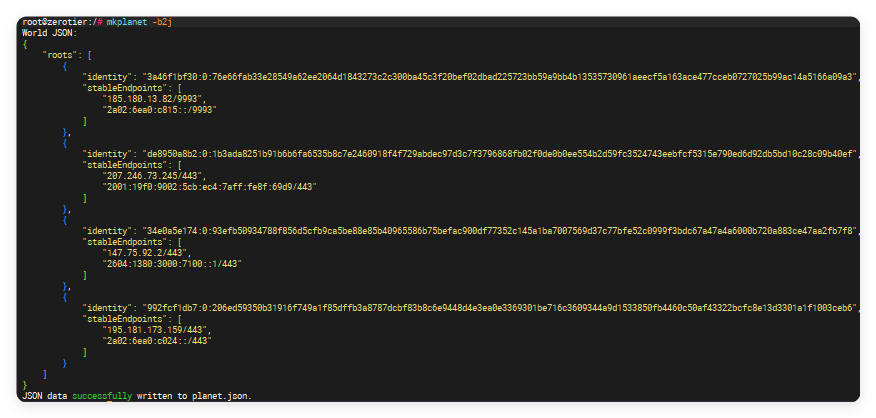 root@zerotier:/# mkplanet -b2j
World JSON:
{
    "roots": [
        {
            "identity": "3a46f1bf30:0:76e66fab33e28549a62ee2064d1843273c2c300ba45c3f20bef02dbad225723bb59a9bb4b13535730961aeecf5a163ace477cceb0727025b99ac14a5166a09a3",
            "stableEndpoints": [
                "185.180.13.82/9993",
                "2a02:6ea0:c815::/9993"
            ]
        },
        {
            "identity": "de8950a8b2:0:1b3ada8251b91b6b6fa6535b8c7e2460918f4f729abdec97d3c7f3796868fb02f0de0b0ee554b2d59fc3524743eebfcf5315e790ed6d92db5bd10c28c09b40ef",
            "stableEndpoints": [
                "207.246.73.245/443",
                "2001:19f0:9002:5cb:ec4:7aff:fe8f:69d9/443"
            ]
        },
        {
            "identity": "34e0a5e174:0:93efb50934788f856d5cfb9ca5be88e85b40965586b75befac900df77352c145a1ba7007569d37c77bfe52c0999f3bdc67a47a4a6000b720a883ce47aa2fb7f8",
            "stableEndpoints": [
                "147.75.92.2/443",
                "2604:1380:3000:7100::1/443"
            ]
        },
        {
            "identity": "992fcf1db7:0:206ed59350b31916f749a1f85dffb3a8787dcbf83b8c6e9448d4e3ea0e3369301be716c3609344a9d1533850fb4460c50af43322bcfc8e13d3301a1f1003ceb6",
            "stableEndpoints": [
                "195.181.173.159/443",
                "2a02:6ea0:c024::/443"
            ]
        }
    ]
}
JSON data successfully written to planet.json.